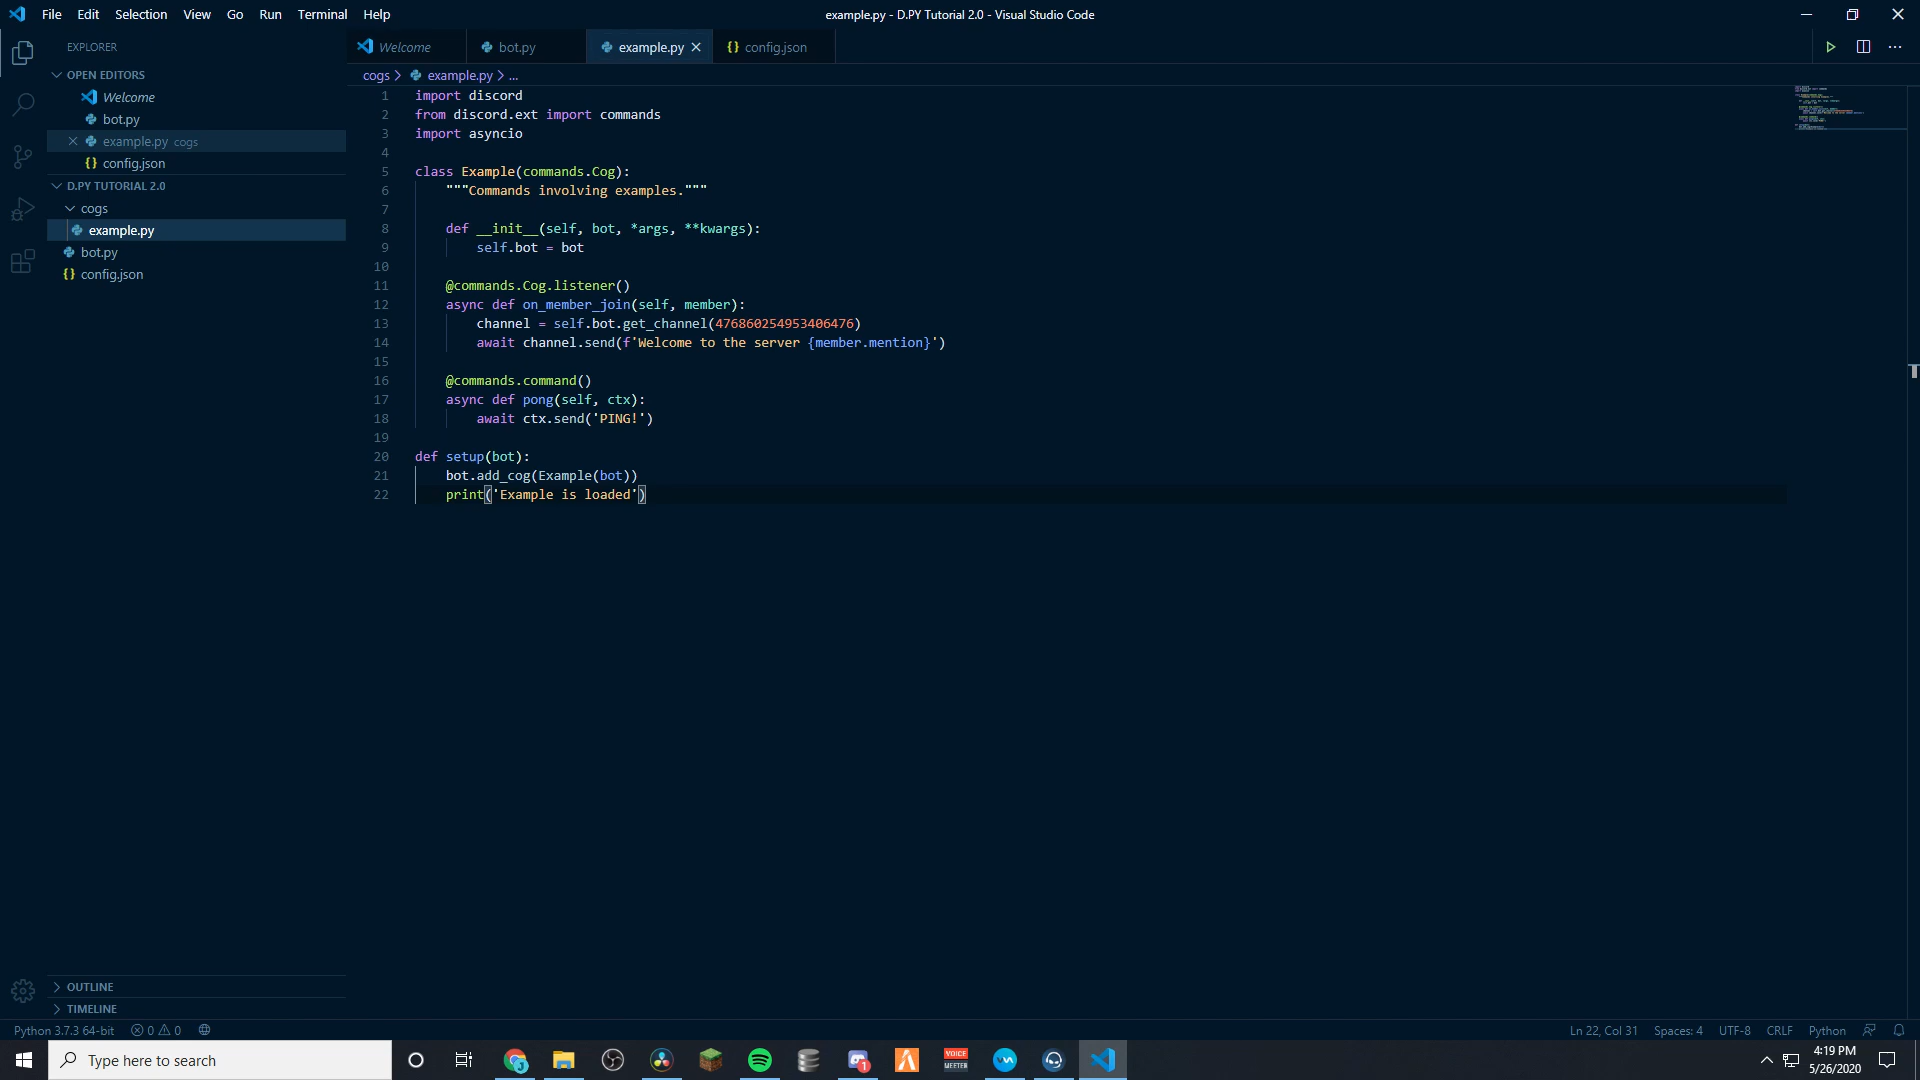 File Edit Selection View Go Run Terminal Help
example.py - D.PY Tutorial 2.0 - Visual Studio Code
EXPLORER
OPEN EDITORS
Welcome
bot.py
example.py cogs
config.json
D.PY TUTORIAL 2.0
cogs
example.py
bot.py
config.json
OUTLINE
TIMELINE
Welcome bot.py example.py config.json
cogs > example.py > ...
1 import discord
2 from discord.ext import commands
3 import asyncio
4
5 class Example(commands.Cog):
6     """Commands involving examples."""
7
8     def __init__(self, bot, *args, **kwargs):
9         self.bot = bot
10
11     @commands.Cog.listener()
12     async def on_member_join(self, member):
13         channel = self.bot.get_channel(476860254953406476)
14         await channel.send(f'Welcome to the server {member.mention}')
15
16     @commands.command()
17     async def pong(self, ctx):
18         await ctx.send('PING!')
19
20 def setup(bot):
21     bot.add_cog(Example(bot))
22     print('Example is loaded')
Python 3.7.3 64-bit 0 0
Ln 22, Col 31 Spaces: 4 UTF-8 CRLF Python
Type here to search
1
VOICE
MEETER
4:19 PM
5/26/2020